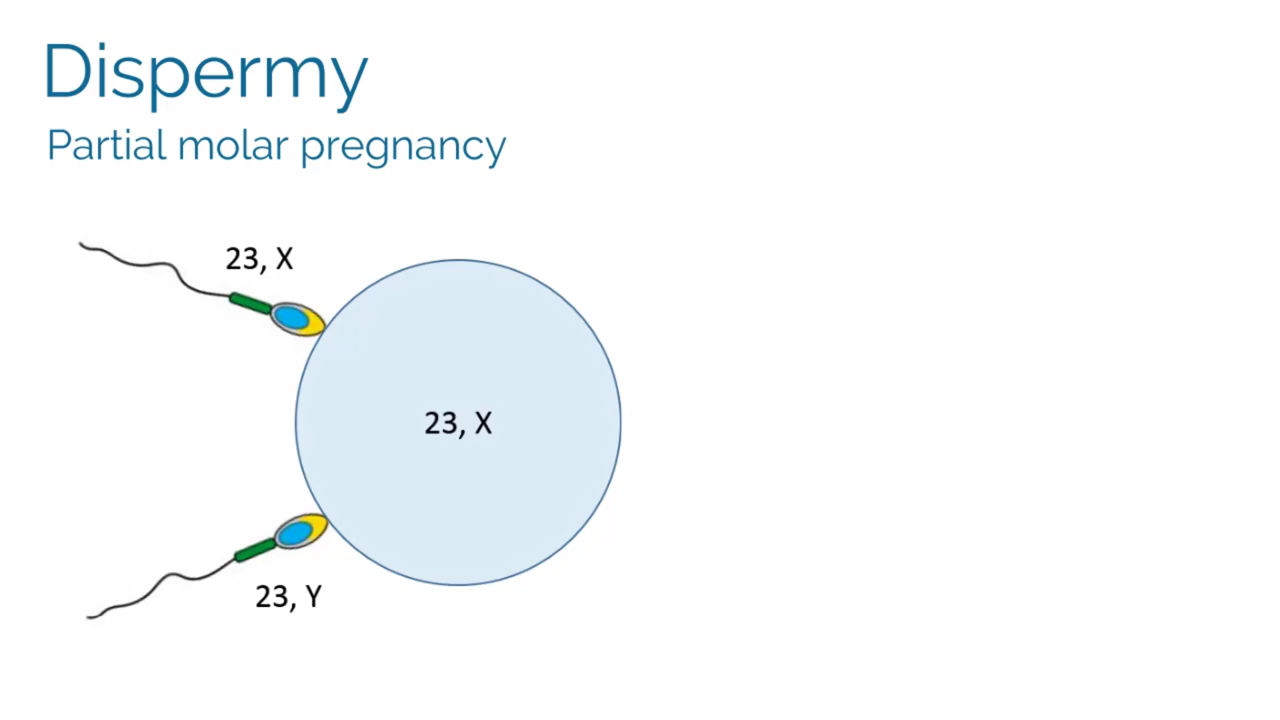 Dispermy
Partial molar pregnancy
23, X
23, X
23, Y